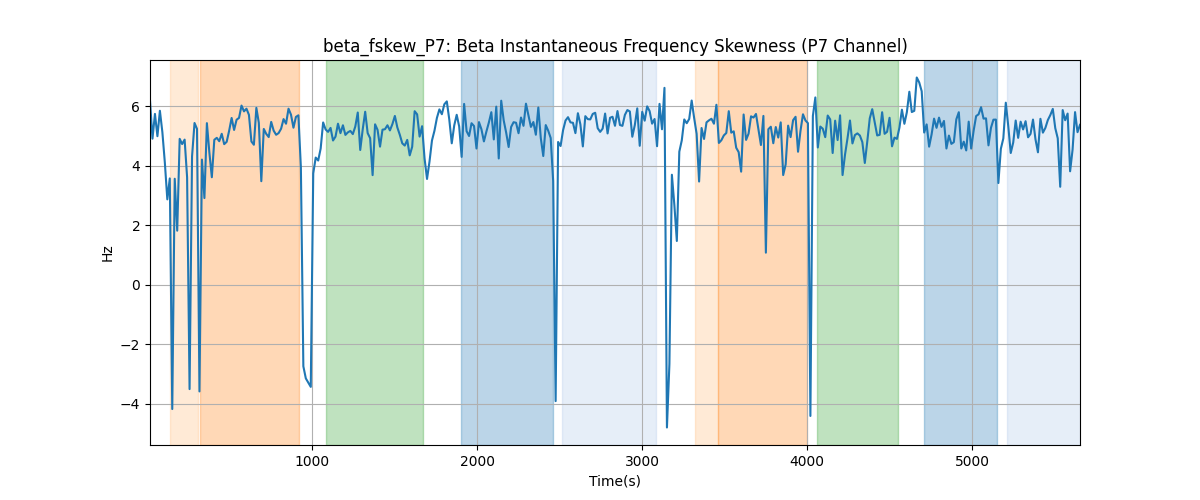 beta_fskew_P7: Beta Instantaneous Frequency Skewness (P7 Channel)
6
4
2
0
−2
−4
Hz
1000 2000 3000 4000 5000
Time(s)